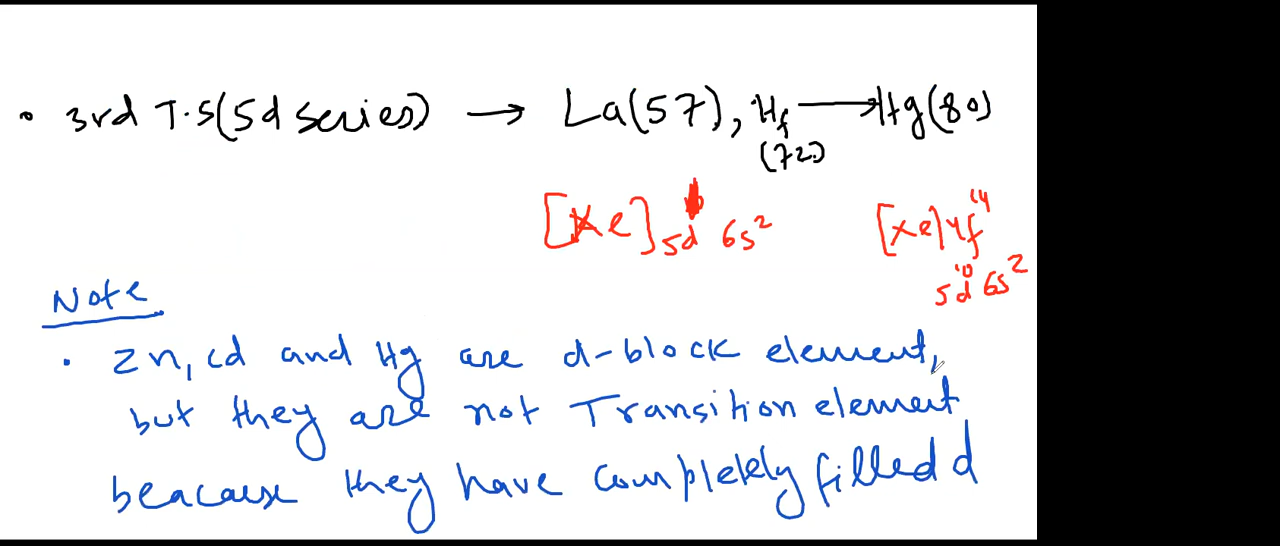 • 3rd T.S(5d series) → La(57), Hf → Hg(80)
(72)
[Xe] 5d¹ 6s² [xe]4f¹⁴
5d¹⁰ 6s²
Note
• Zn, cd and Hg are d-block element,
but they are not Transition element
beacause they have completely filled d